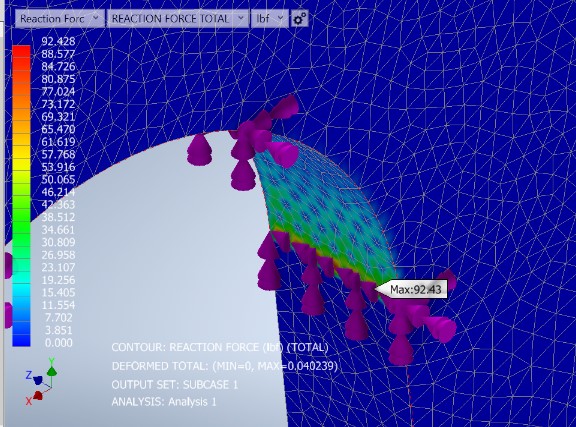 Reaction Forc REACTION FORCE TOTAL lbf
92.428
88.577
84.726
80.875
77.024
73.172
69.321
65.470
61.619
57.768
53.916
50.065
46.214
42.363
38.512
34.661
30.809
26.958
23.107
19.256
15.405
11.554
7.702
3.851
0.000
Max:92.43
CONTOUR: REACTION FORCE (lbf) (TOTAL)
DEFORMED TOTAL: (MIN=0, MAX=0.040239)
OUTPUT SET: SUBCASE 1
ANALYSIS: Analysis 1
Y
Z
X